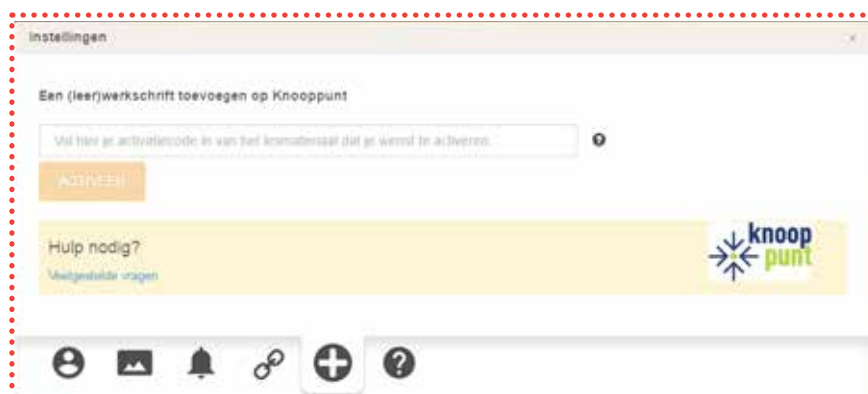 Instellingen
Een (leer)werkschrift toevoegen op Knooppunt
Vul hier je activatiecode in van het lesmateriaal dat je wenst te activeren.
ACTIVEER
Hulp nodig?
Veelgestelde vragen
knoop
punt